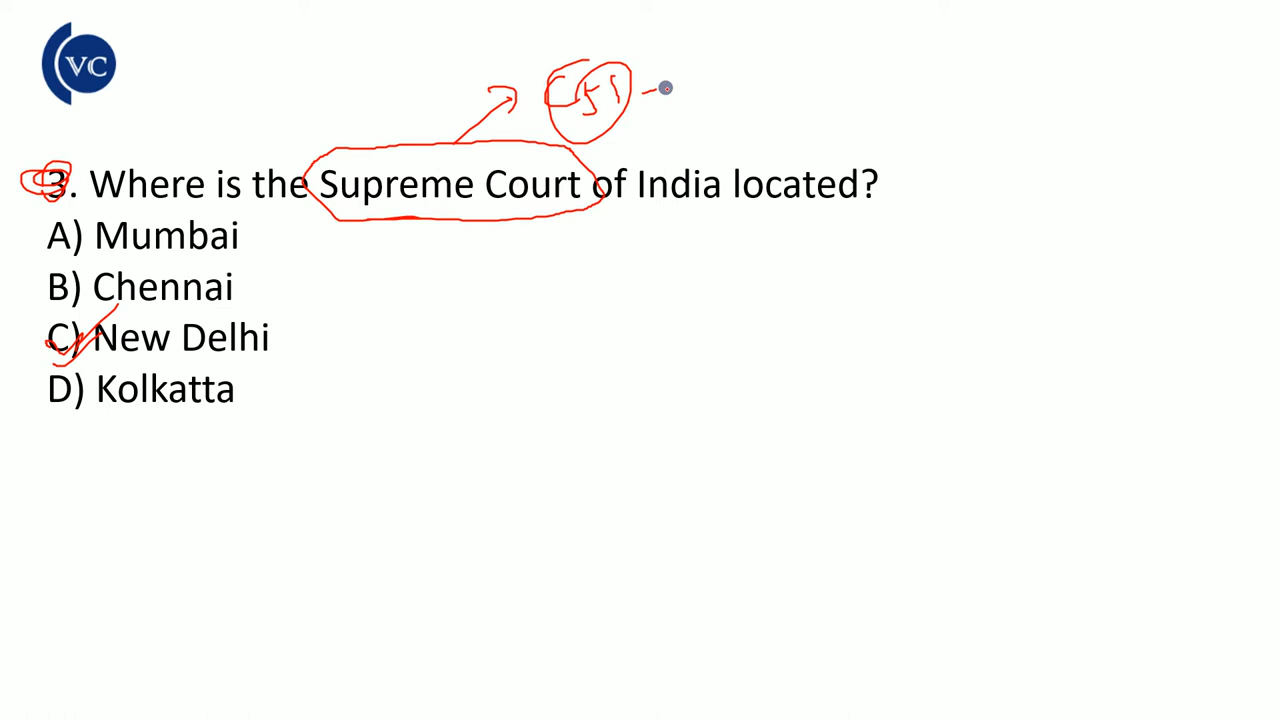 VC
3. Where is the Supreme Court of India located?
A) Mumbai
B) Chennai
C) New Delhi
D) Kolkatta